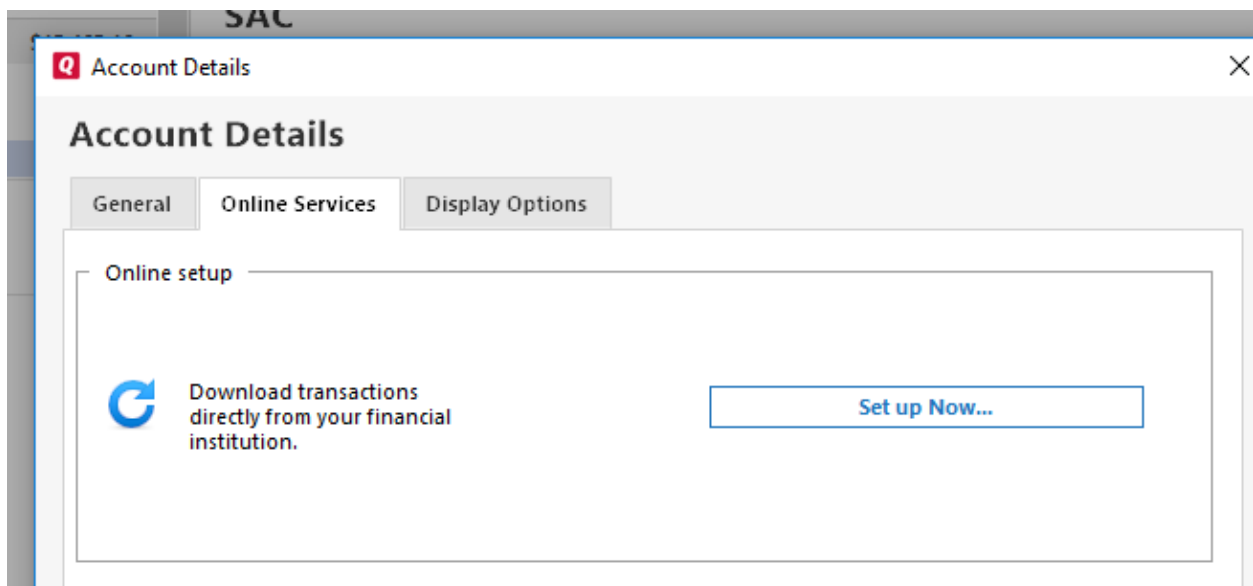 SAC
Account Details
Account Details
General
Online Services
Display Options
Online setup
Download transactions
directly from your financial
institution.
Set up Now...